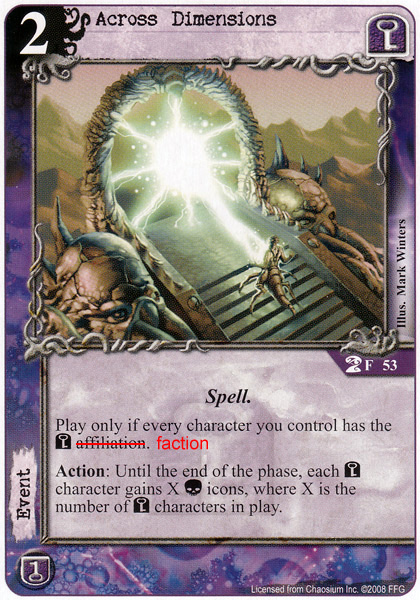 2
Across Dimensions
Illus. Mark Winters
F 53
Spell.
Play only if every character you control has the
affiliation. faction
Action: Until the end of the phase, each
character gains X icons, where X is the
number of characters in play.
Event
Licensed from Chaosium Inc. ©2008 FFG